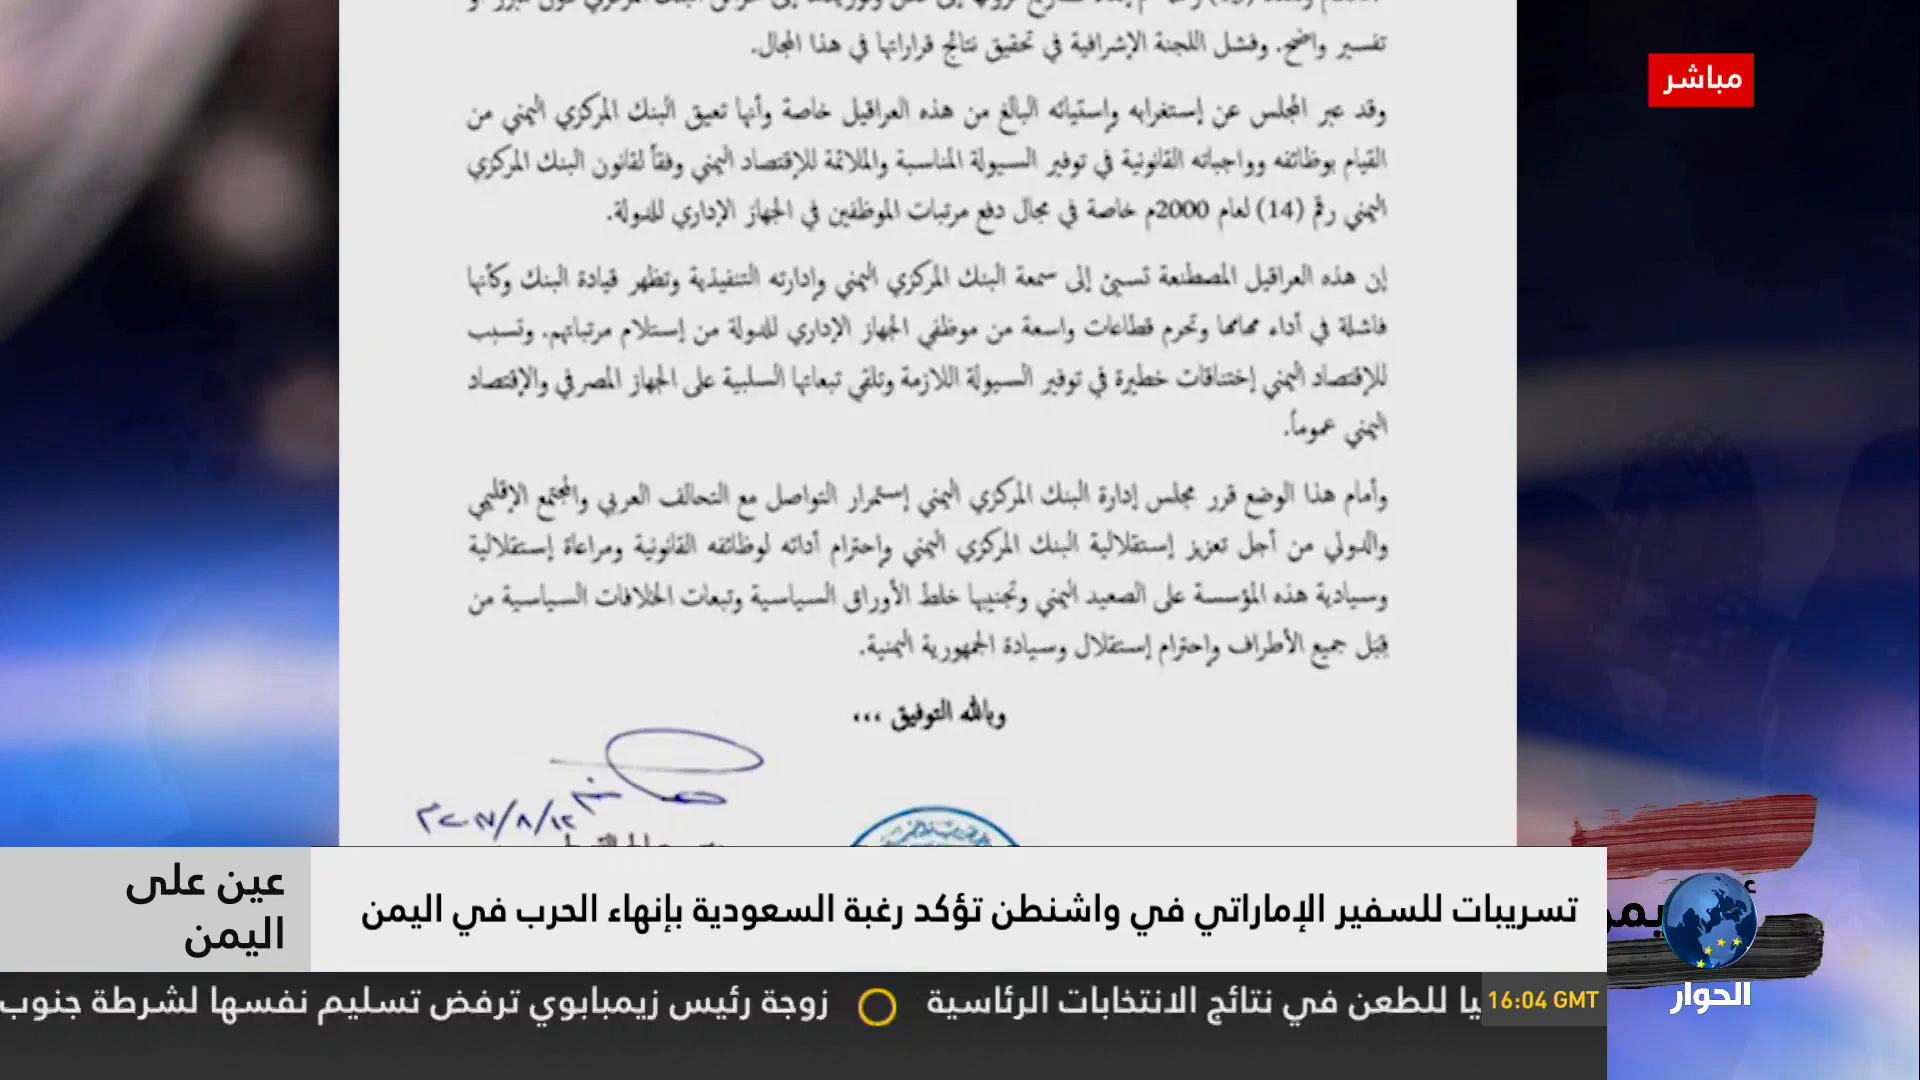 تفسير واضح. وفشل اللجنة الإشرافية في تحقيق نتائج قراراتها في هذا المجال.
مباشر
وقد عبر المجلس عن إستغرابه وإستيائه البالغ من هذه العراقيل خاصة وأنها تعيق البنك المركزي اليمني من
القيام بوظائفه وواجباته القانونية في توفير السيولة المناسبة والملائمة للإقتصاد اليمني وفقاً لقانون البنك المركزي
اليمني رقم (14) لعام 2000م خاصة في مجال دفع مرتبات الموظفين في الجهاز الإداري للدولة.
إن هذه العراقيل المصطنعة تسيئ إلى سمعة البنك المركزي اليمني وإدارته التنفيذية وتظهر قيادة البنك وكأنها
فاشلة في أداء مهامها وتحرم قطاعات واسعة من موظفي الجهاز الإداري للدولة من إستلام مرتباتهم. وتسبب
للإقتصاد اليمني إختناقات خطيرة في توفير السيولة اللازمة وتلقي تبعاتها السلبية على الجهاز المصرفي والإقتصاد
اليمني عموماً.
وأمام هذا الوضع قرر مجلس إدارة البنك المركزي اليمني إستمرار التواصل مع التحالف العربي والمجتمع الإقليمي
والدولي من أجل تعزيز إستقلالية البنك المركزي اليمني وإحترام أدائه لوظائفه القانونية ومراعاة إستقلالية
وسيادية هذه المؤسسة على الصعيد اليمني وتجنيبها خلط الأوراق السياسية وتبعات الخلافات السياسية من
قِبَل جميع الأطراف وإحترام إستقلال وسيادة الجمهورية اليمنية.
وبالله التوفيق ...
١٢/٨/٢٠١٧م
عين على
اليمن
تسريبات للسفير الإماراتي في واشنطن تؤكد رغبة السعودية بإنهاء الحرب في اليمن
16:04 GMT
يا للطعن في نتائج الانتخابات الرئاسية
زوجة رئيس زيمبابوي ترفض تسليم نفسها لشرطة جنوب
الحوار